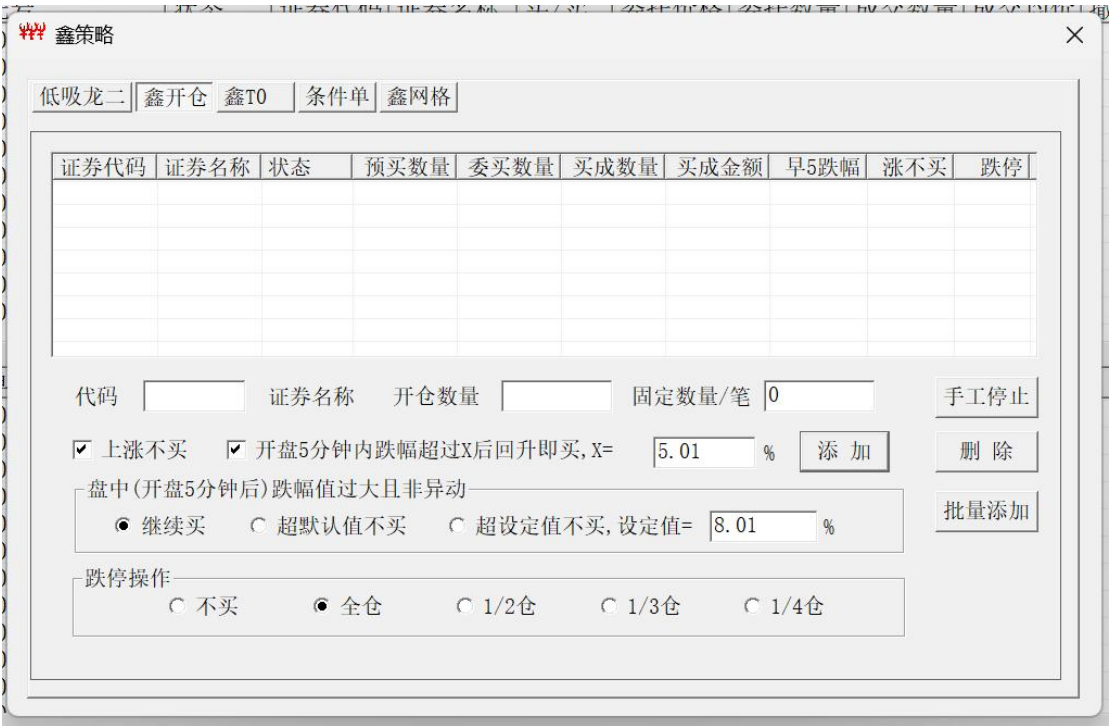 鑫策略
低吸龙二 鑫开仓 鑫T0 条件单 鑫网格
证券代码 证券名称 状态 预买数量 委买数量 买成数量 买成金额 早5跌幅 涨不买 跌停
代码 证券名称 开仓数量 固定数量/笔 0 手工停止
上涨不买 开盘5分钟内跌幅超过X后回升即买,X= 5.01 % 添 加 删 除
盘中(开盘5分钟后)跌幅值过大且非异动
继续买 超默认值不买 超设定值不买,设定值= 8.01 % 批量添加
跌停操作
不买 全仓 1/2仓 1/3仓 1/4仓